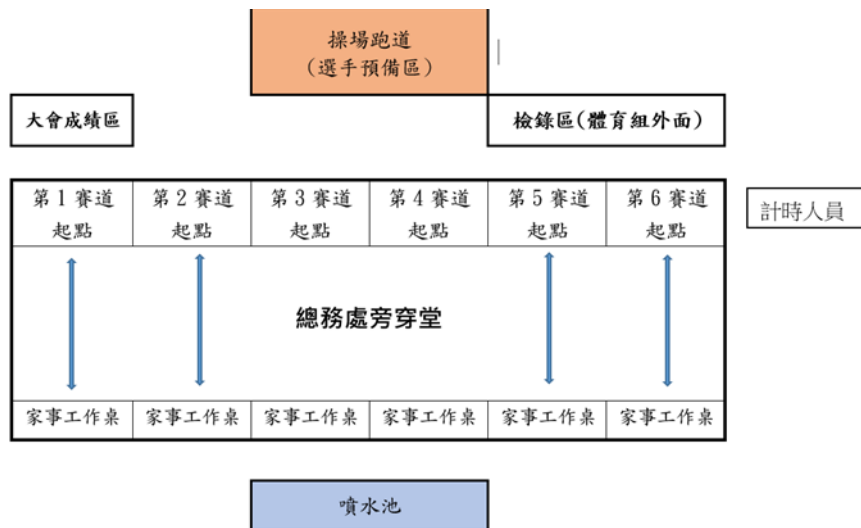 操場跑道
(選手預備區)
大會成績區
檢錄區(體育組外面)
第1賽道 第2賽道 第3賽道 第4賽道 第5賽道 第6賽道
起點 起點 起點 起點 起點 起點
計時人員
總務處旁穿堂
家事工作桌 家事工作桌 家事工作桌 家事工作桌 家事工作桌 家事工作桌
噴水池